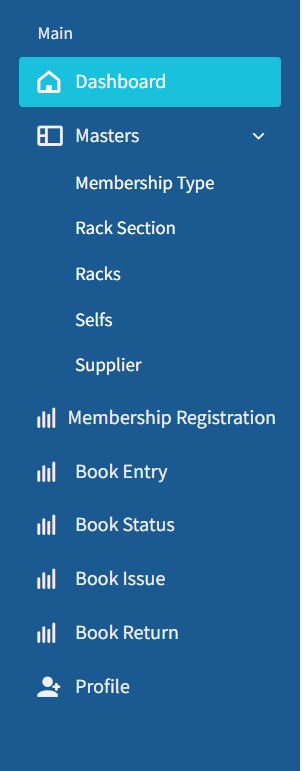 Main
Dashboard
Masters
Membership Type
Rack Section
Racks
Selfs
Supplier
Membership Registration
Book Entry
Book Status
Book Issue
Book Return
Profile